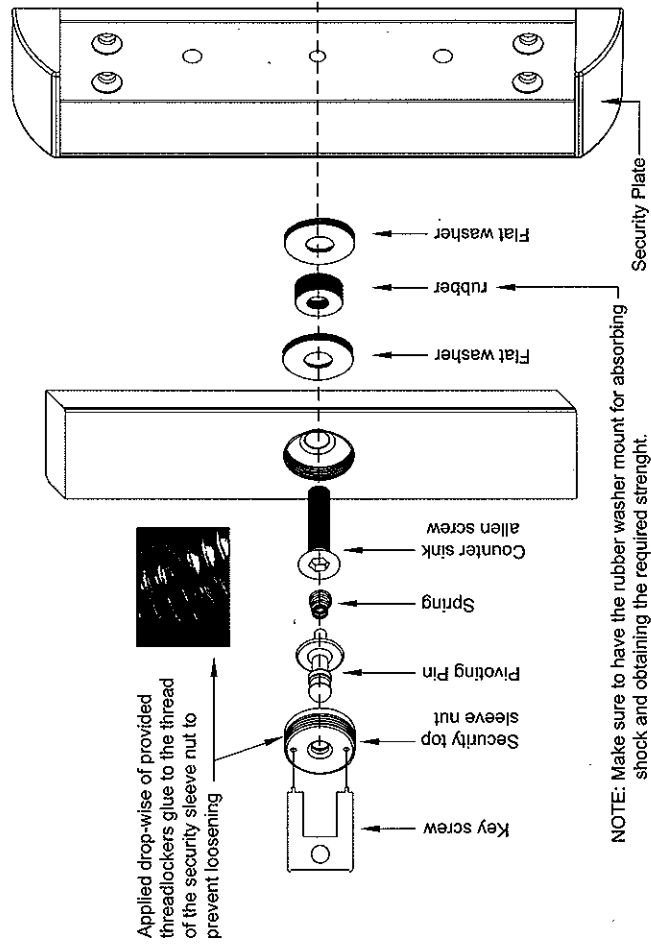 Applied drop-wise of provided
threadlockers glue to the thread
of the security sleeve nut to
prevent loosening
Key screw
Security top
sleeve nut
Pivoting Pin
Spring
Counter sink
allen screw
Flat washer
rubber
Flat washer
Security Plate
NOTE: Make sure to have the rubber washer mount for absorbing
shock and obtaining the required strenght.